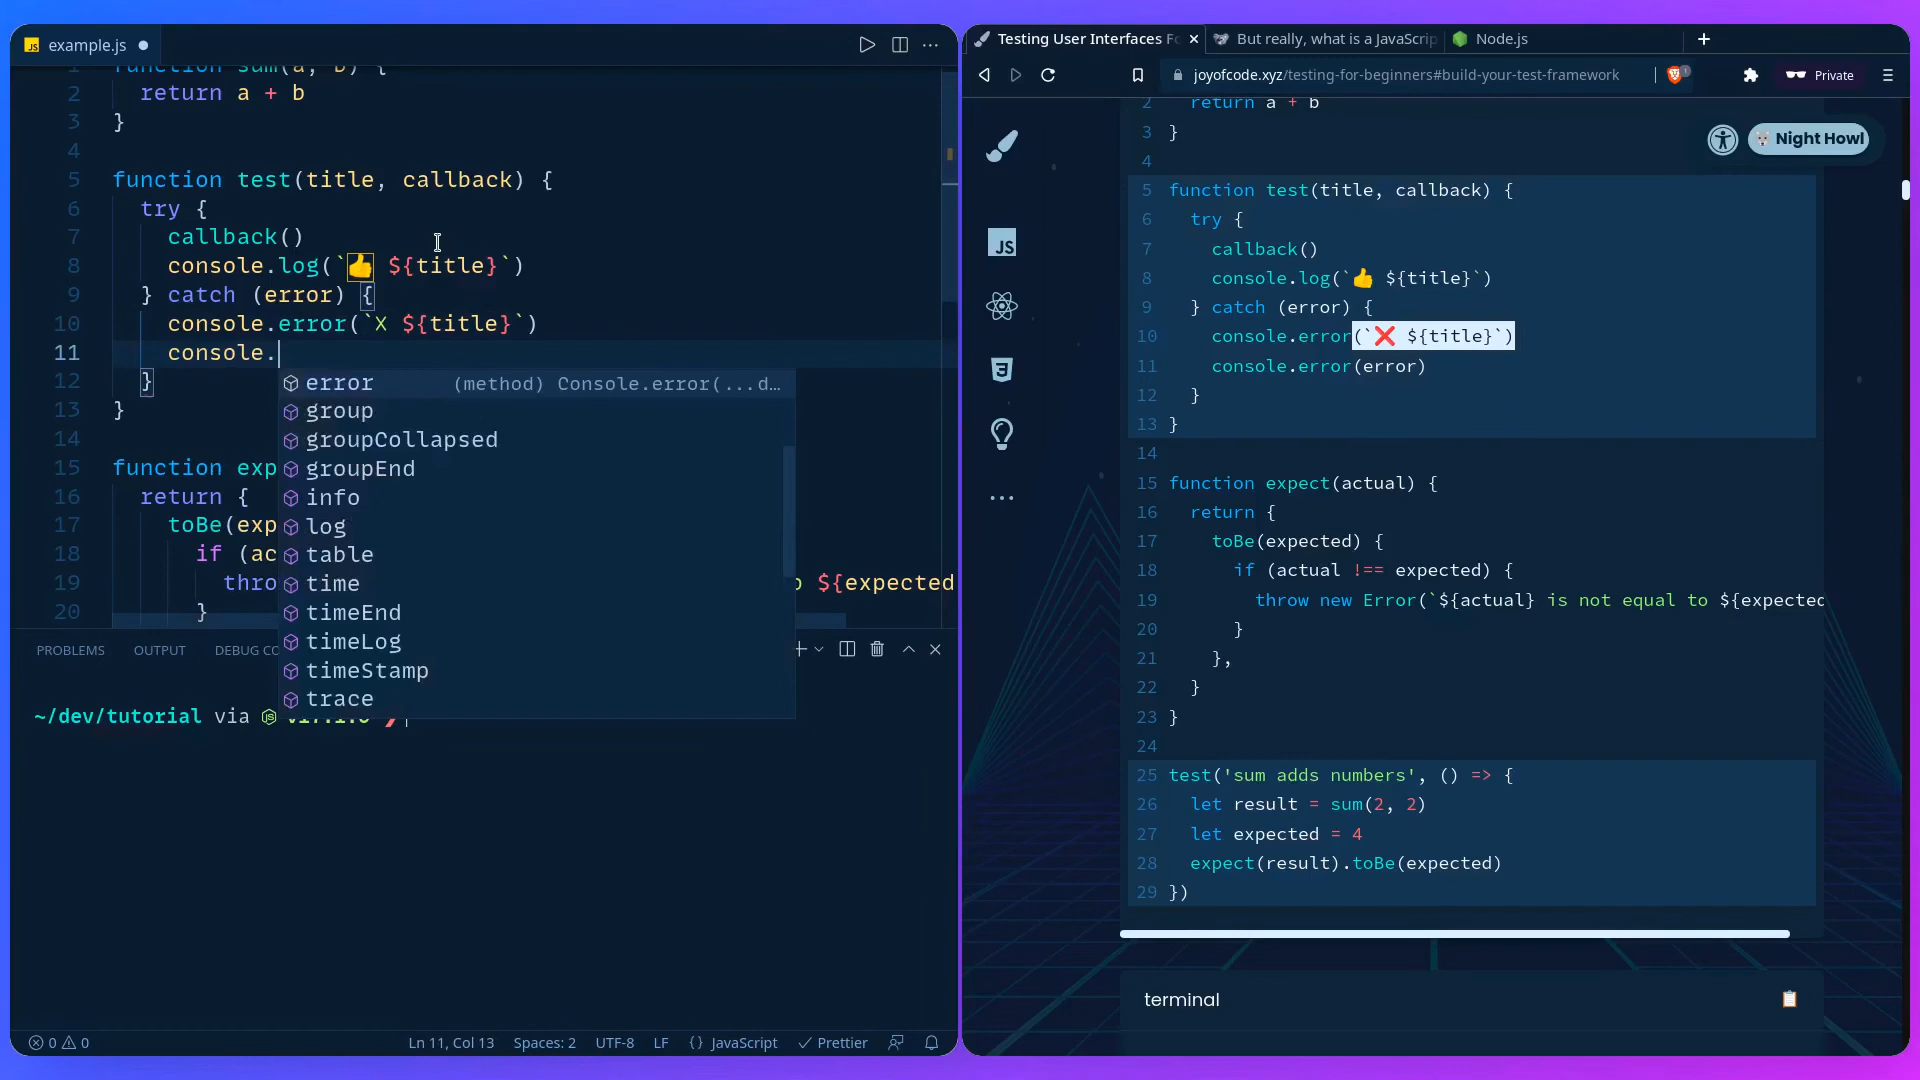 example.js
function sum(a, b) {
2 return a + b
3 }
4
5 function test(title, callback) {
6 try {
7 callback()
8 console.log(`👍 ${title}`)
9 } catch (error) {
10 console.error(`X ${title}`)
11 console.
12 }
13 }
14
15 function exp
16 return {
17 toBe(exp
18 if (ac
19 thro ${expected
20 }
error (method) Console.error(...d…
group
groupCollapsed
groupEnd
info
log
table
time
timeEnd
timeLog
timeStamp
trace
PROBLEMS OUTPUT DEBUG CO
~/dev/tutorial via
0 0 Ln 11, Col 13 Spaces: 2 UTF-8 LF {} JavaScript Prettier
Testing User Interfaces Fo
But really, what is a JavaScrip
Node.js
joyofcode.xyz/testing-for-beginners#build-your-test-framework
1
Private
JS
Night Howl
2 return a + b
3 }
4
5 function test(title, callback) {
6 try {
7 callback()
8 console.log(`👍 ${title}`)
9 } catch (error) {
10 console.error(`❌ ${title}`)
11 console.error(error)
12 }
13 }
14
15 function expect(actual) {
16 return {
17 toBe(expected) {
18 if (actual !== expected) {
19 throw new Error(`${actual} is not equal to ${expected
20 }
21 },
22 }
23 }
24
25 test('sum adds numbers', () => {
26 let result = sum(2, 2)
27 let expected = 4
28 expect(result).toBe(expected)
29 })
terminal